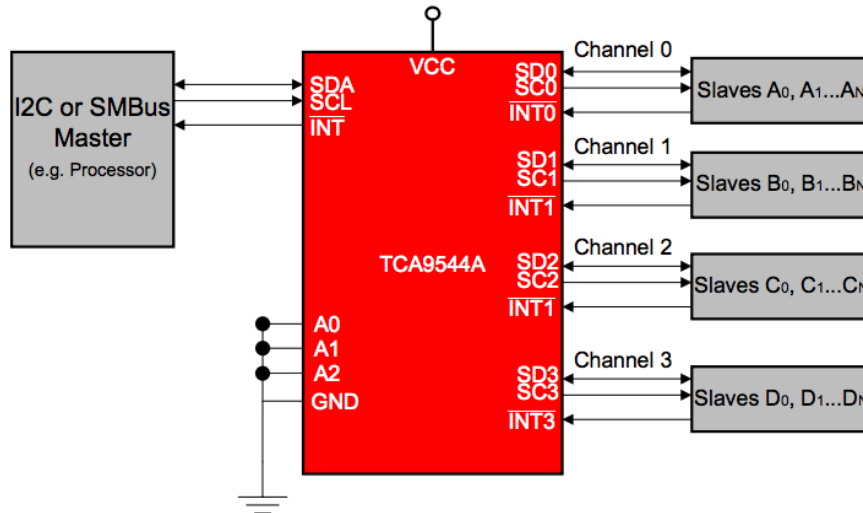 I2C or SMBus
Master
(e.g. Processor)
SDA
SCL
INT
VCC
TCA9544A
A0
A1
A2
GND
SD0
SC0
INT0
Channel 0
Slaves A0, A1...AN
SD1
SC1
INT1
Channel 1
Slaves B0, B1...BN
SD2
SC2
INT1
Channel 2
Slaves C0, C1...CN
SD3
SC3
INT3
Channel 3
Slaves D0, D1...DN